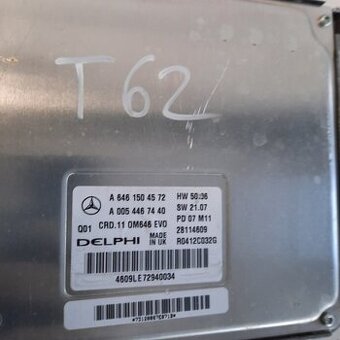 T62
A 646 150 45 72 HW 50/36
A 005 446 74 40 SW 21.07
Q01 CRD.11 OM646 EVO PD 07 M11
DELPHI MADE IN UK 28114609
R0412C032G
4609LE72940034